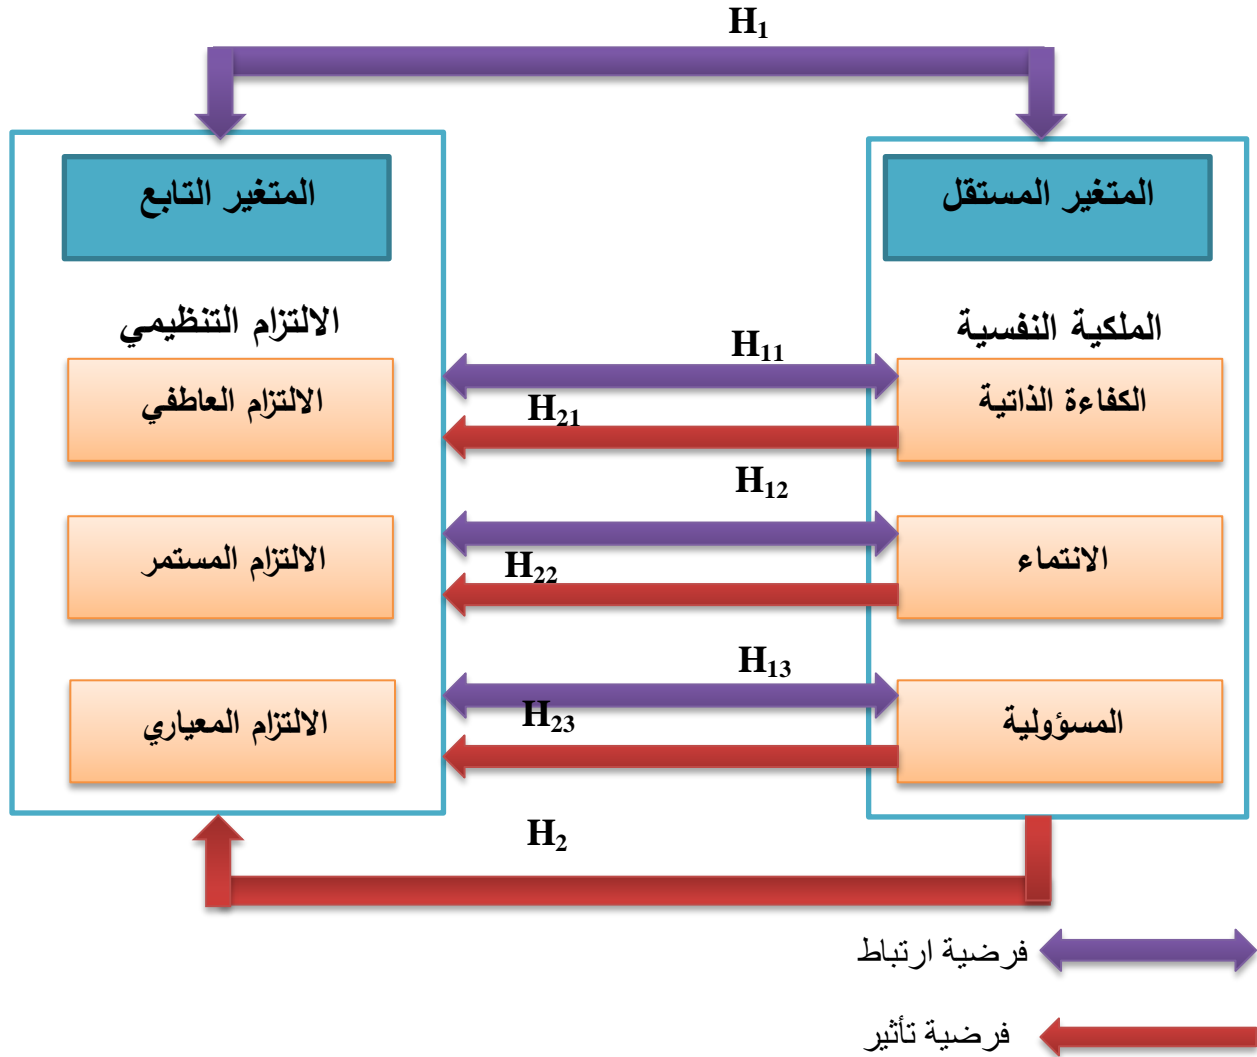 H1
المتغير المستقل
المتغير التابع
الملكية النفسية
الالتزام التنظيمي
H11
الكفاءة الذاتية
الالتزام العاطفي
H21
H12
الانتماء
الالتزام المستمر
H22
H13
المسؤولية
الالتزام المعياري
H23
H2
فرضية ارتباط
فرضية تأثير